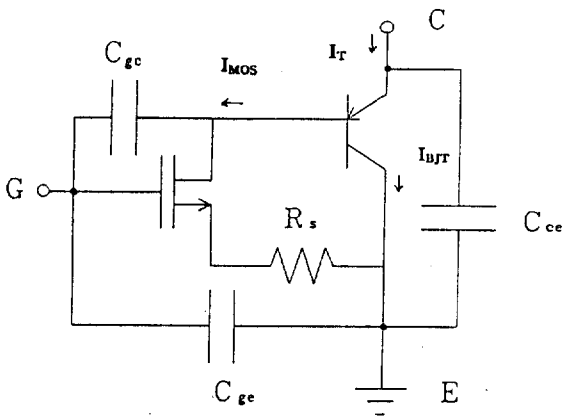 C
C_gc
I_MOS
I_T
G
I_BJT
R_s
C_ce
C_ge
E